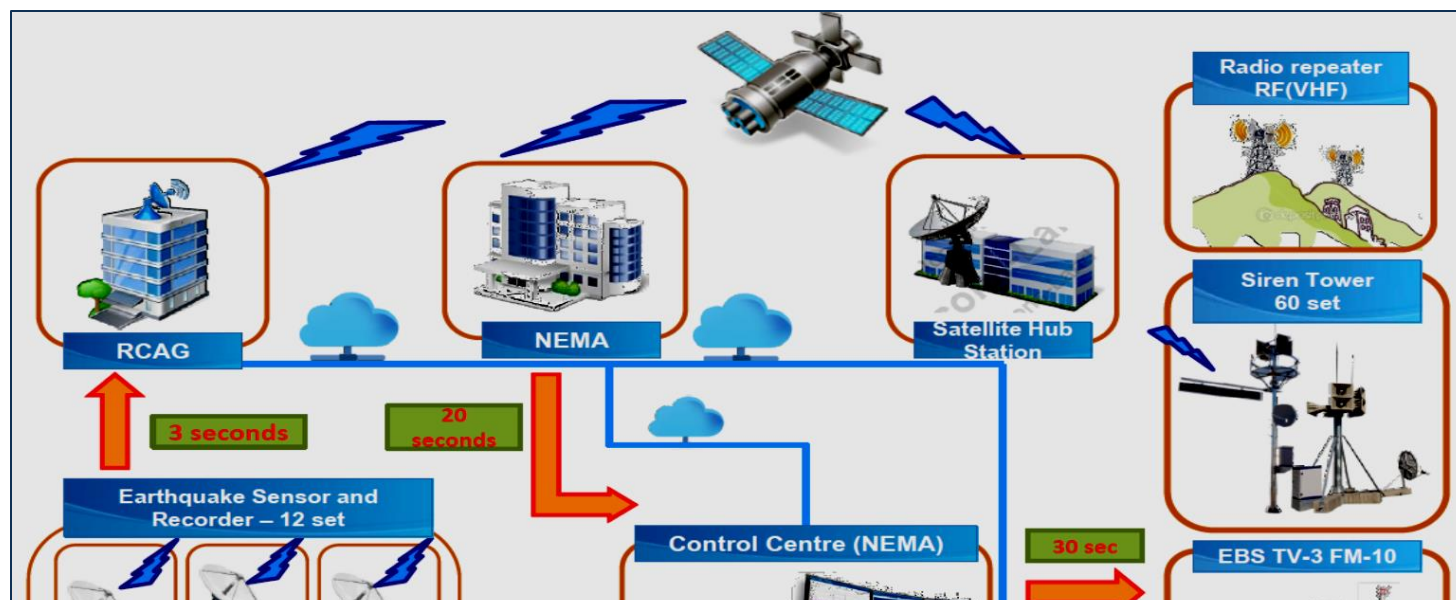 Radio repeater
RF(VHF)
RCAG
NEMA
Satellite Hub
Station
Siren Tower
60 set
3 seconds
20
seconds
Earthquake Sensor and
Recorder – 12 set
Control Centre (NEMA)
30 sec
EBS TV-3 FM-10